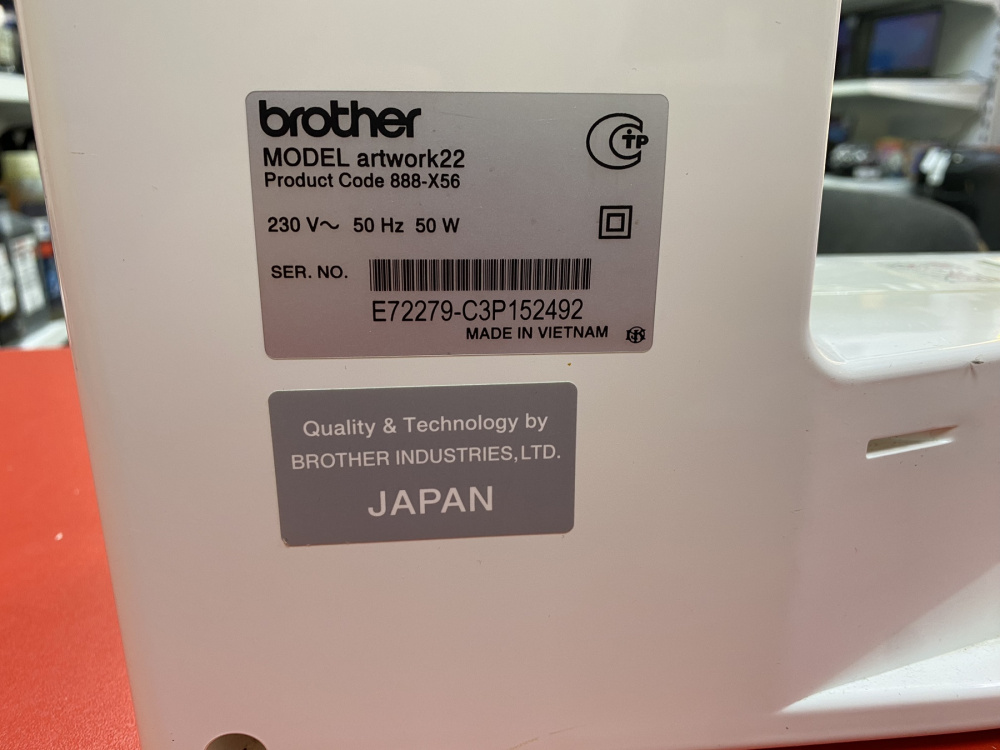 brother
MODEL artwork22
Product Code 888-X56
230 V~ 50 Hz 50 W
SER. NO.
E72279-C3P152492
MADE IN VIETNAM
Quality & Technology by
BROTHER INDUSTRIES,LTD.
JAPAN